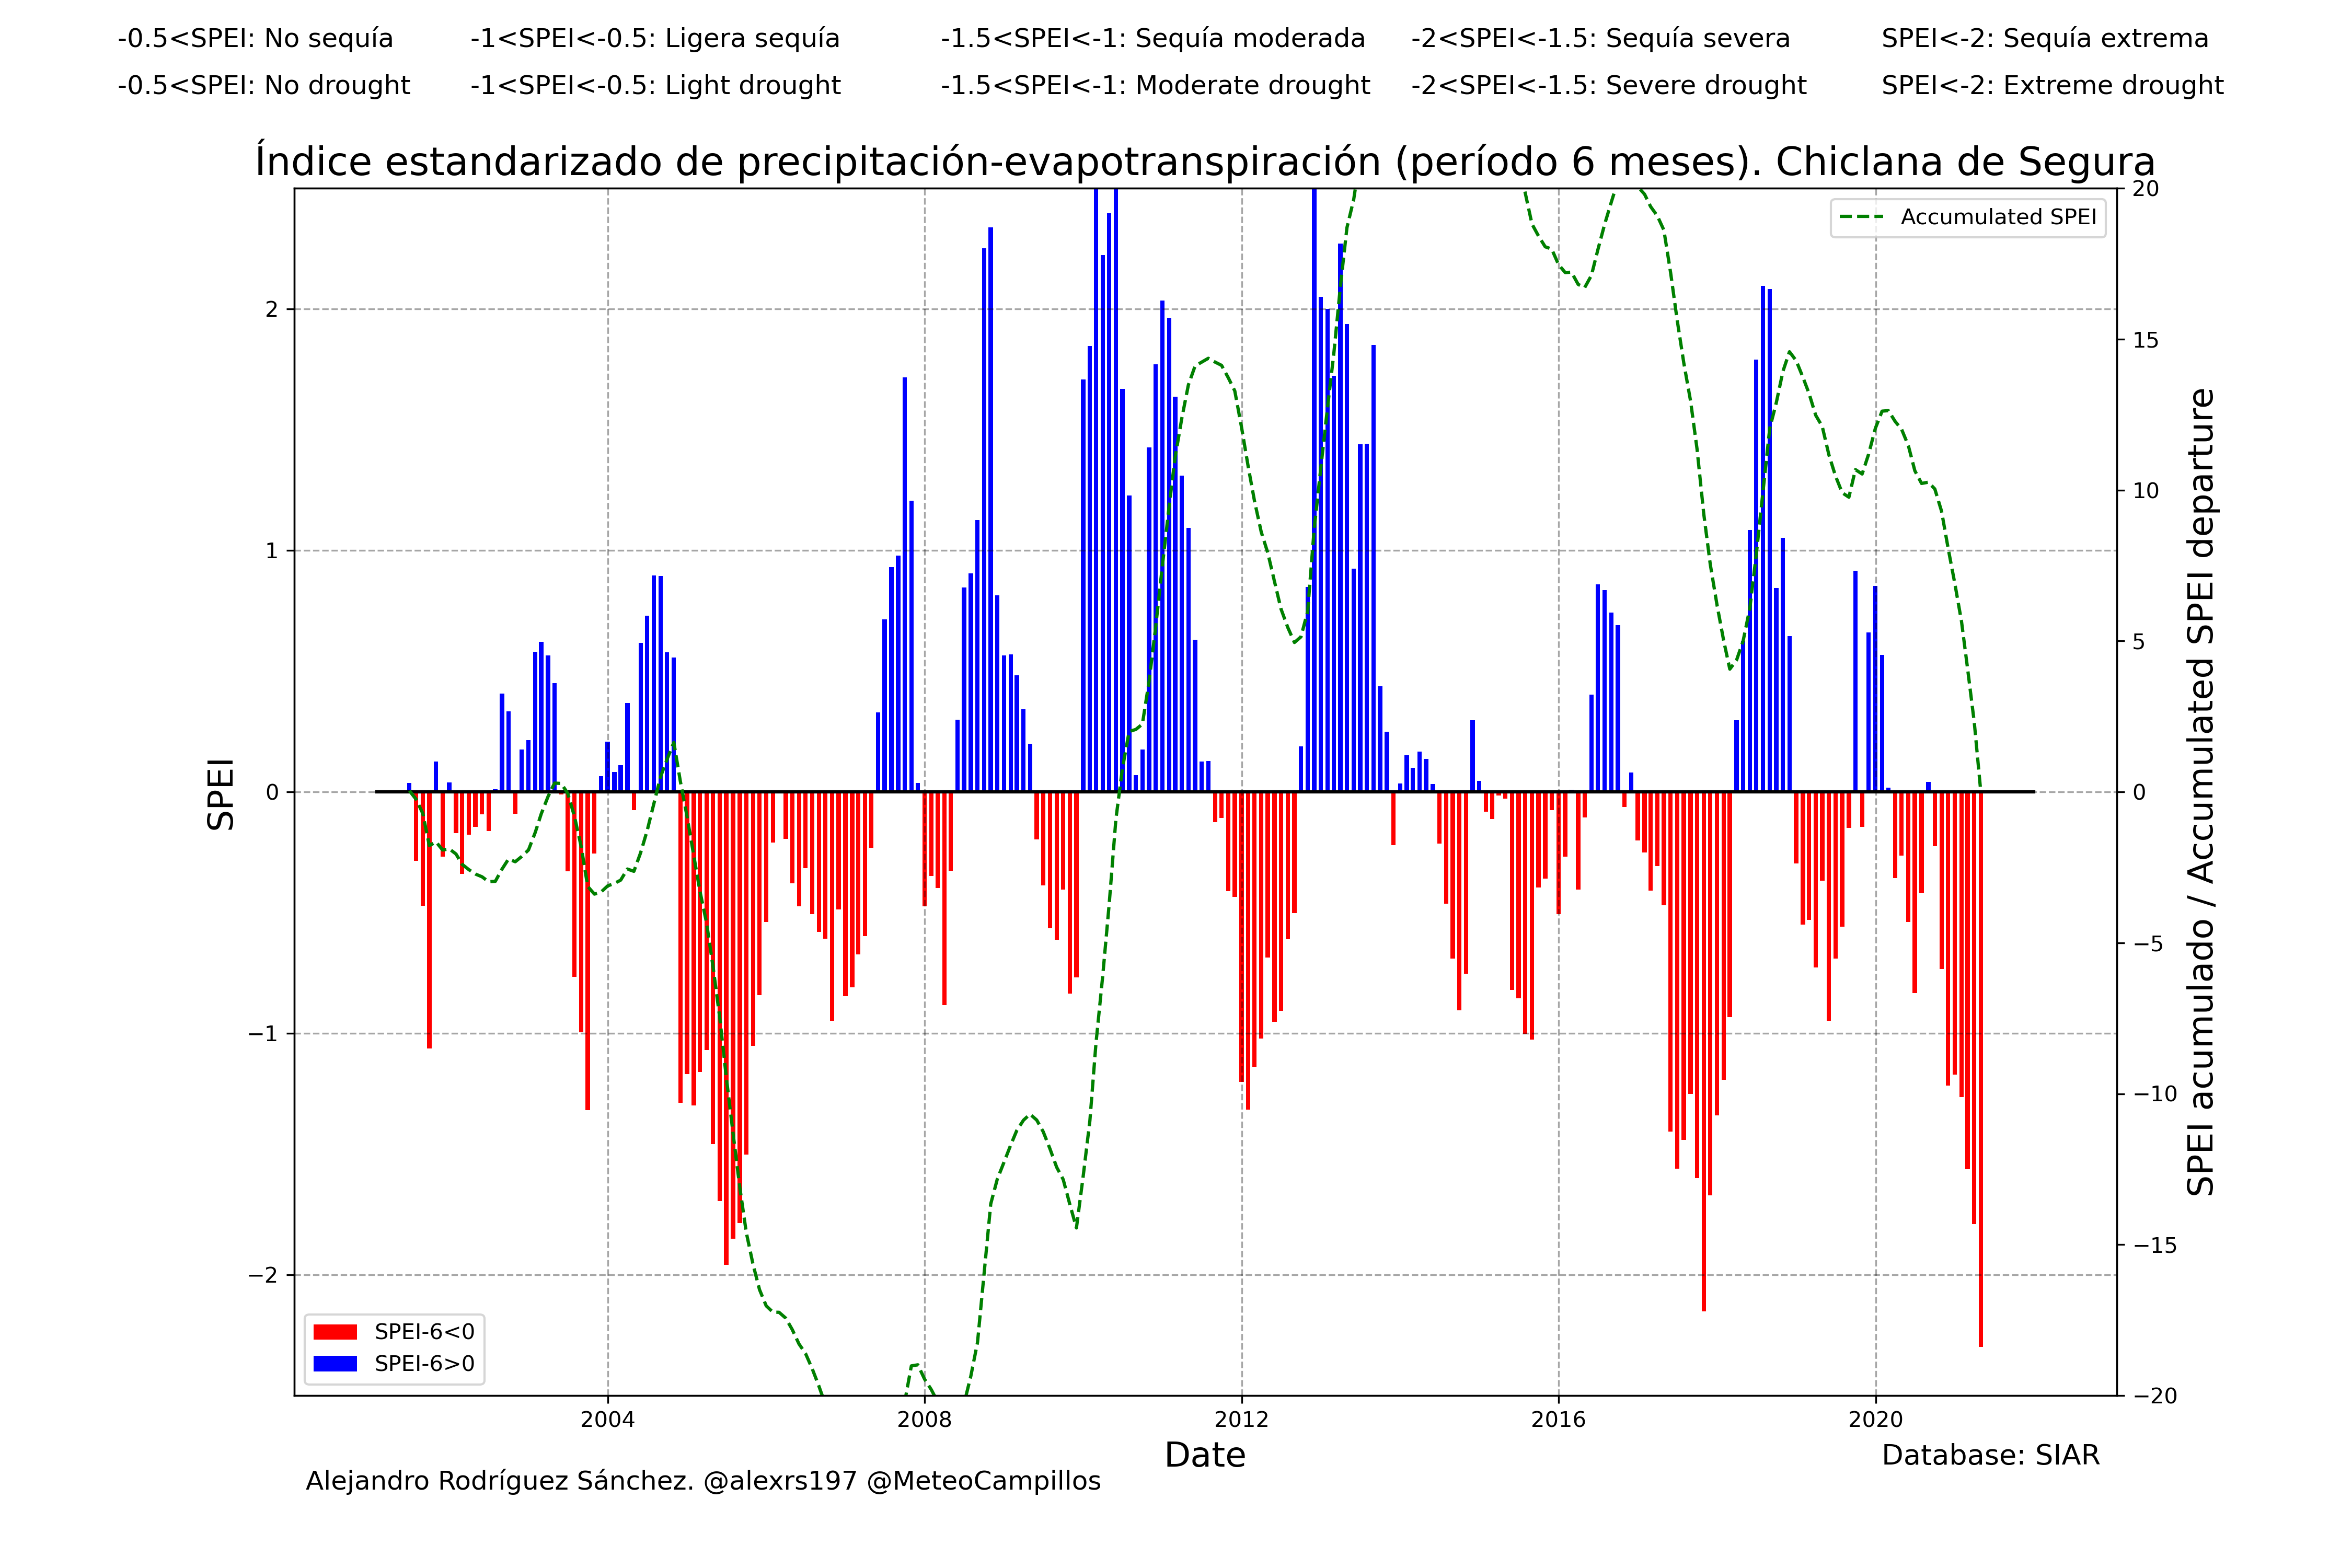 -0.5<SPEI: No sequía -1<SPEI<-0.5: Ligera sequía -1.5<SPEI<-1: Sequía moderada -2<SPEI<-1.5: Sequía severa SPEI<-2: Sequía extrema
-0.5<SPEI: No drought -1<SPEI<-0.5: Light drought -1.5<SPEI<-1: Moderate drought -2<SPEI<-1.5: Severe drought SPEI<-2: Extreme drought
Índice estandarizado de precipitación-evapotranspiración (período 6 meses). Chiclana de Segura
Accumulated SPEI
SPEI
2
1
0
−1
−2
20
15
10
5
0
−5
−10
−15
−20
SPEI acumulado / Accumulated SPEI departure
SPEI-6<0
SPEI-6>0
2004 2008 2012 2016 2020
Date
Database: SIAR
Alejandro Rodríguez Sánchez. @alexrs197 @MeteoCampillos